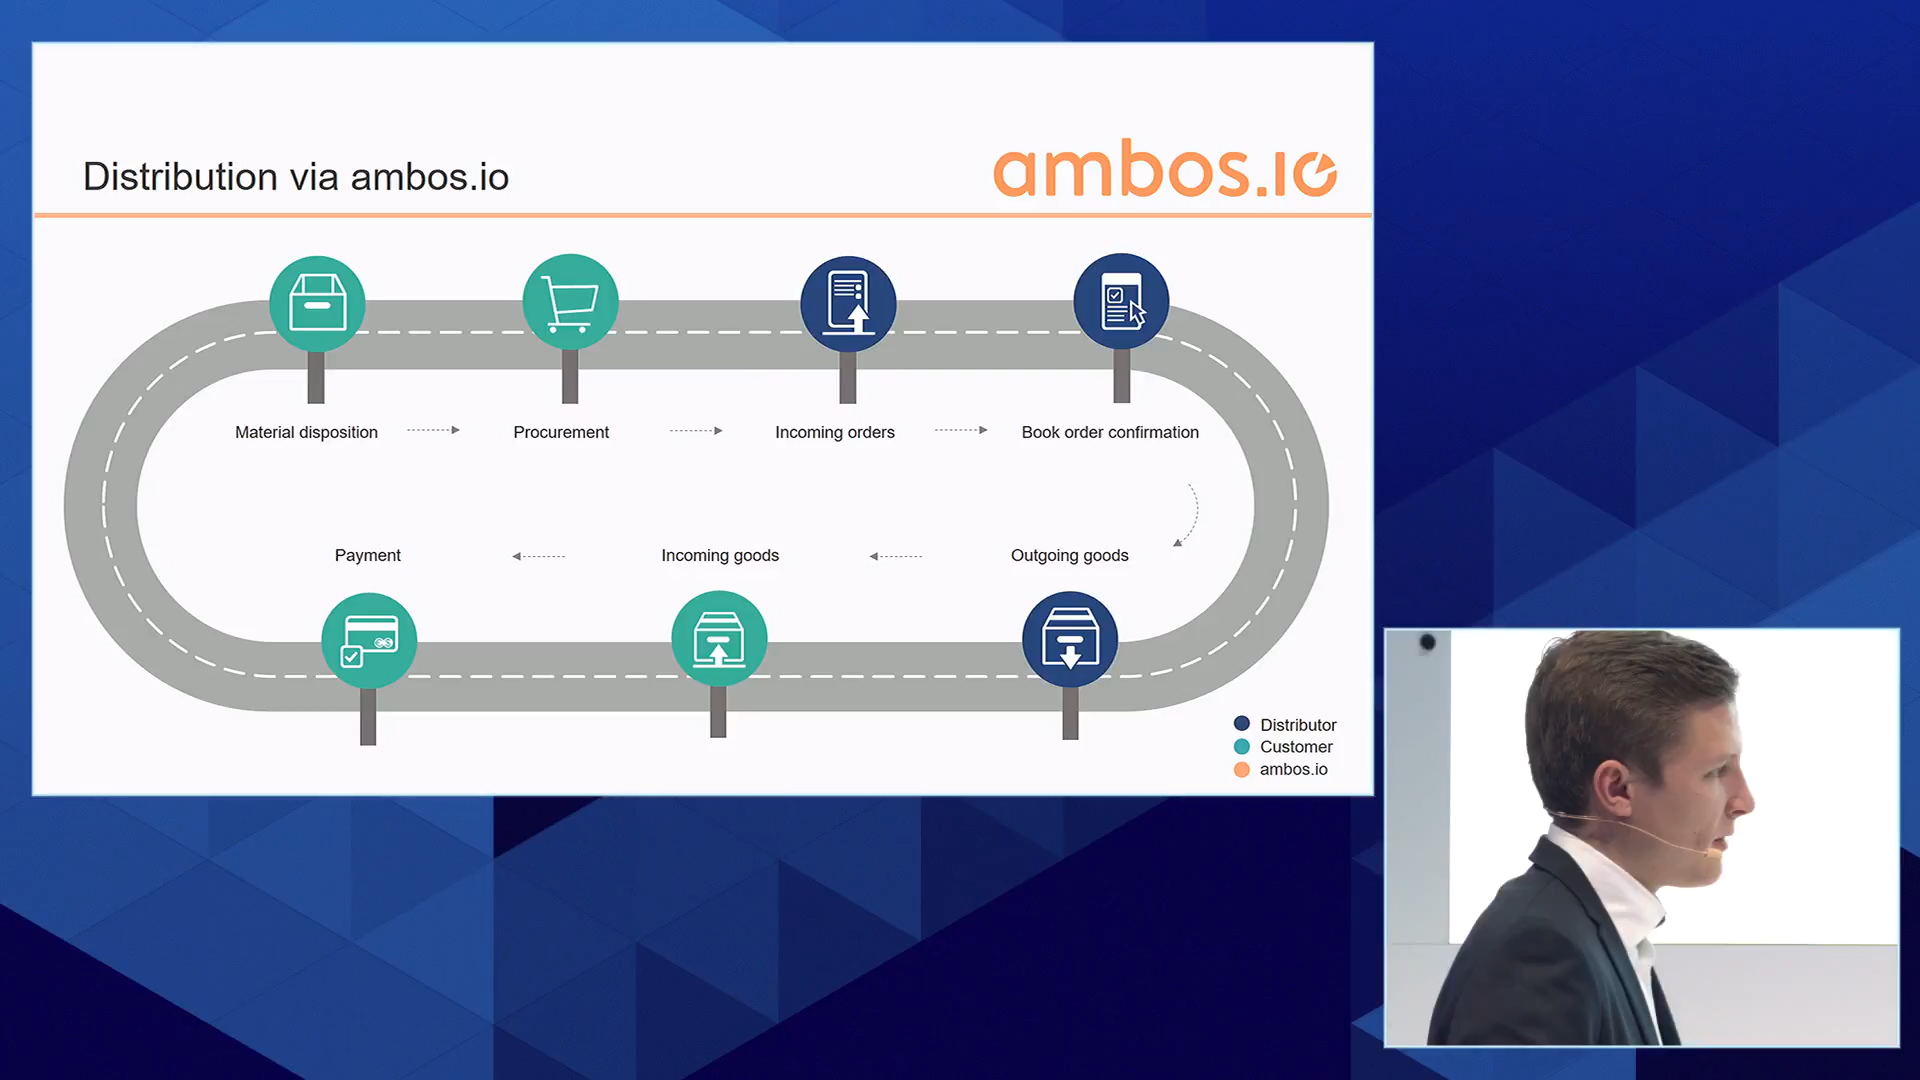 Distribution via ambos.io
ambos.io
Material disposition
Procurement
Incoming orders
Book order confirmation
Payment
Incoming goods
Outgoing goods
Distributor
Customer
ambos.io